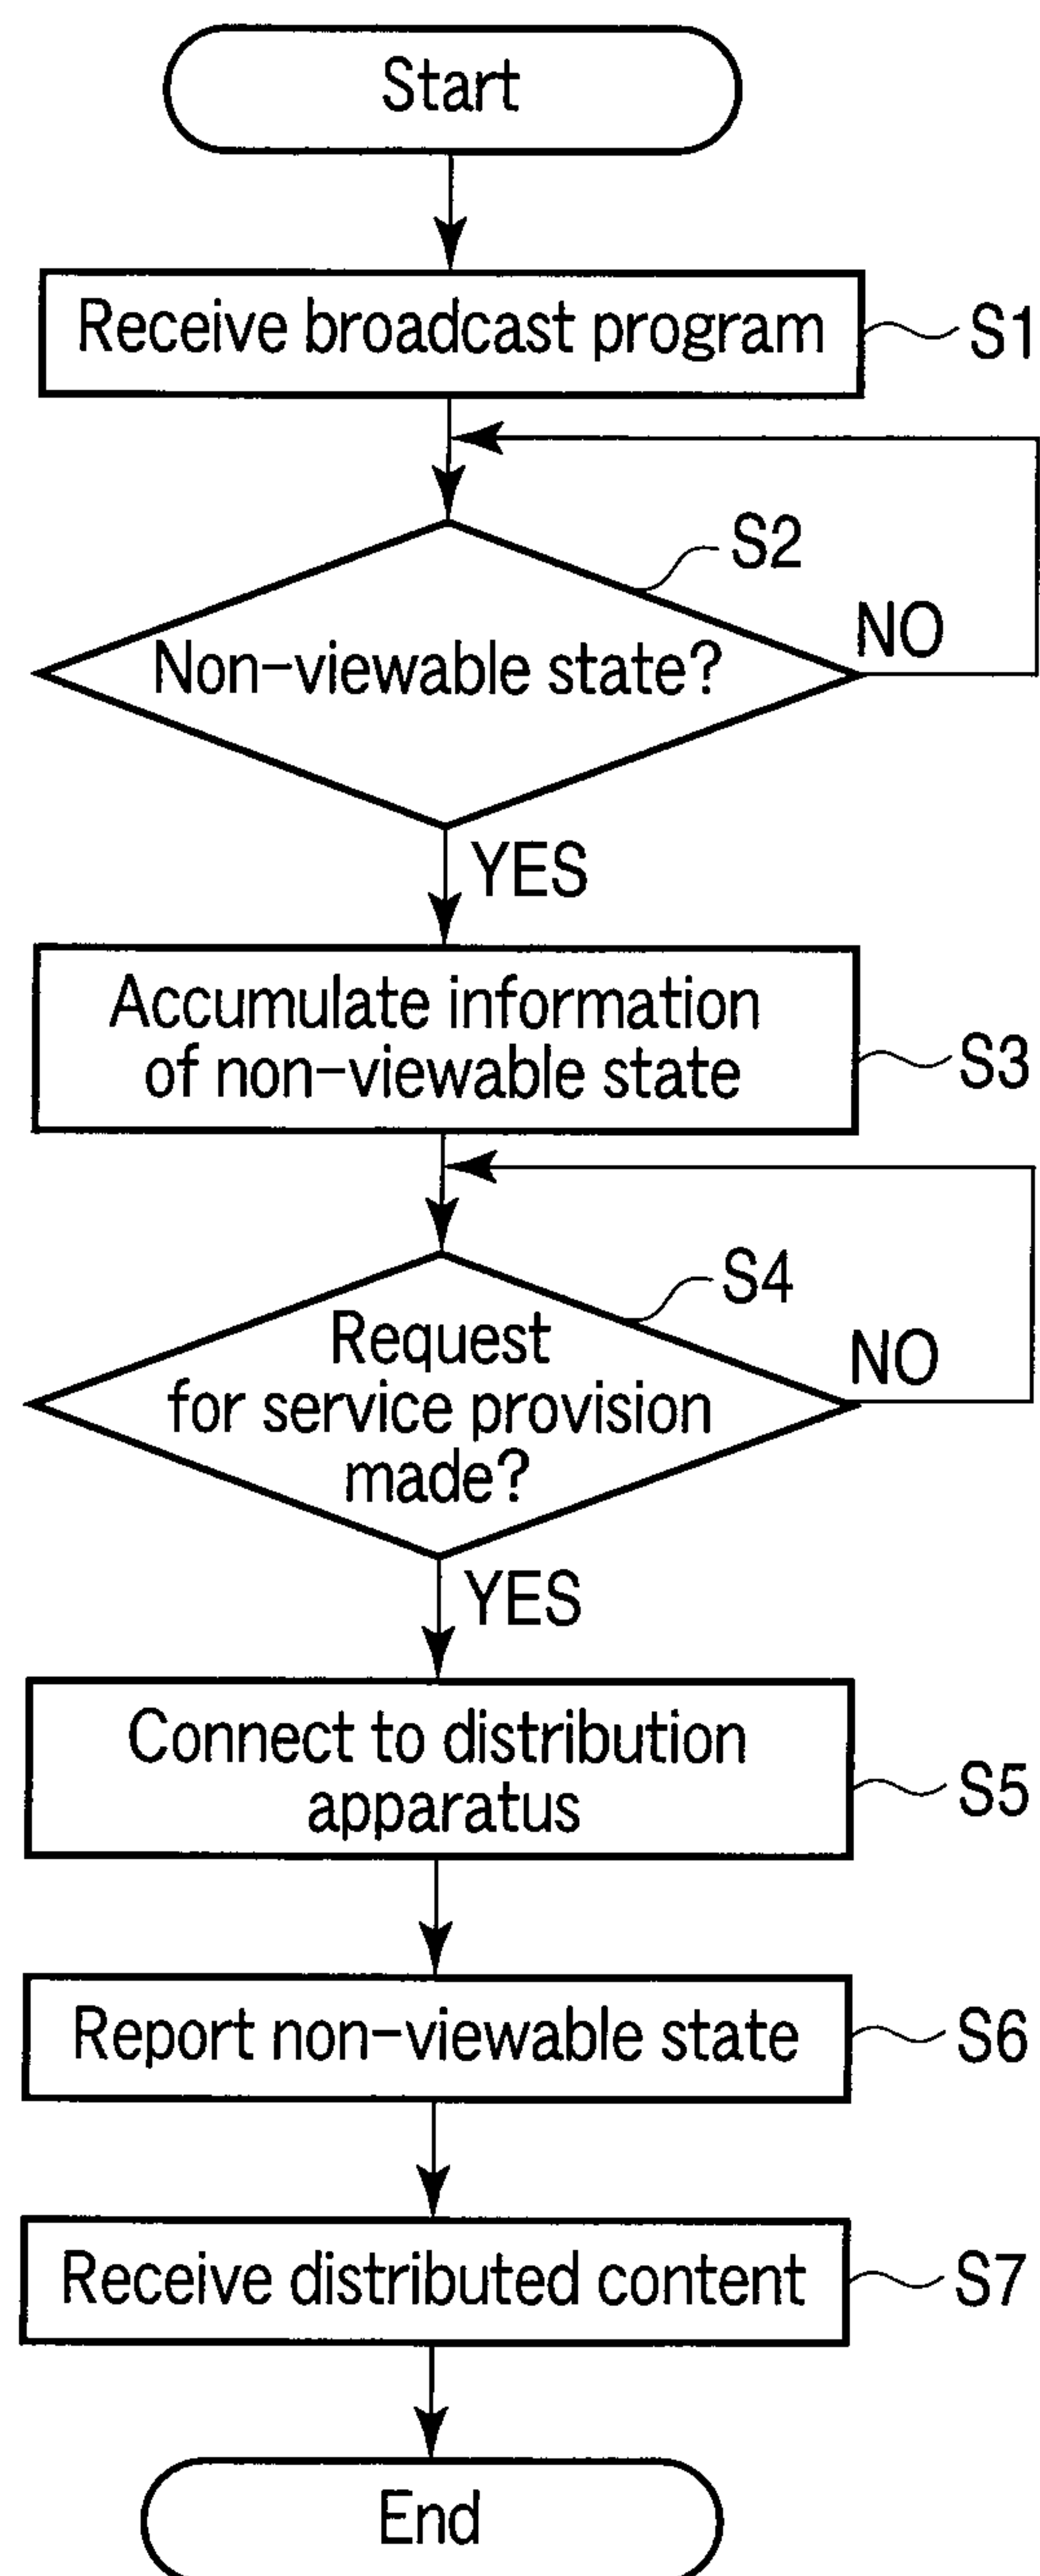 Start
Receive broadcast program
S1
S2
Non-viewable state?
NO
YES
Accumulate information
of non-viewable state
S3
S4
Request
for service provision
made?
NO
YES
Connect to distribution
apparatus
S5
Report non-viewable state
S6
Receive distributed content
S7
End